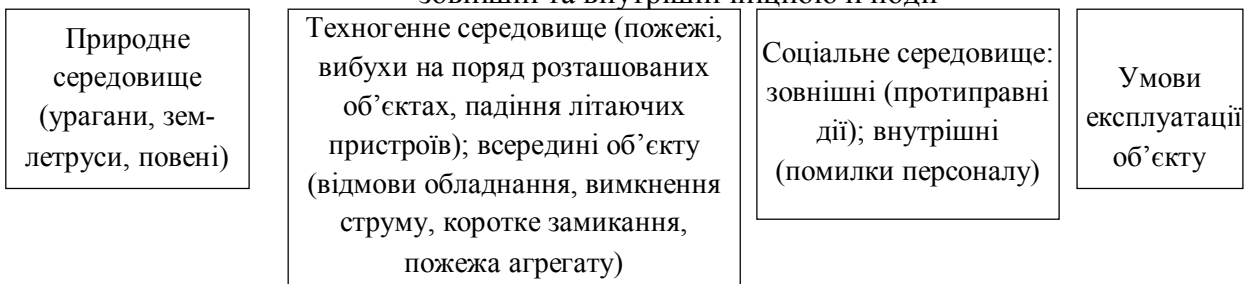 Природне
середовище
(урагани, зем-
летруси, повені)
Техногенне середовище (пожежі,
вибухи на поряд розташованих
об’єктах, падіння літаючих
пристроїв); всередині об’єкту
(відмови обладнання, вимкнення
струму, коротке замикання,
пожежа агрегату)
Соціальне середовище:
зовнішні (протиправні
дії); внутрішні
(помилки персоналу)
Умови
експлуатації
об’єкту